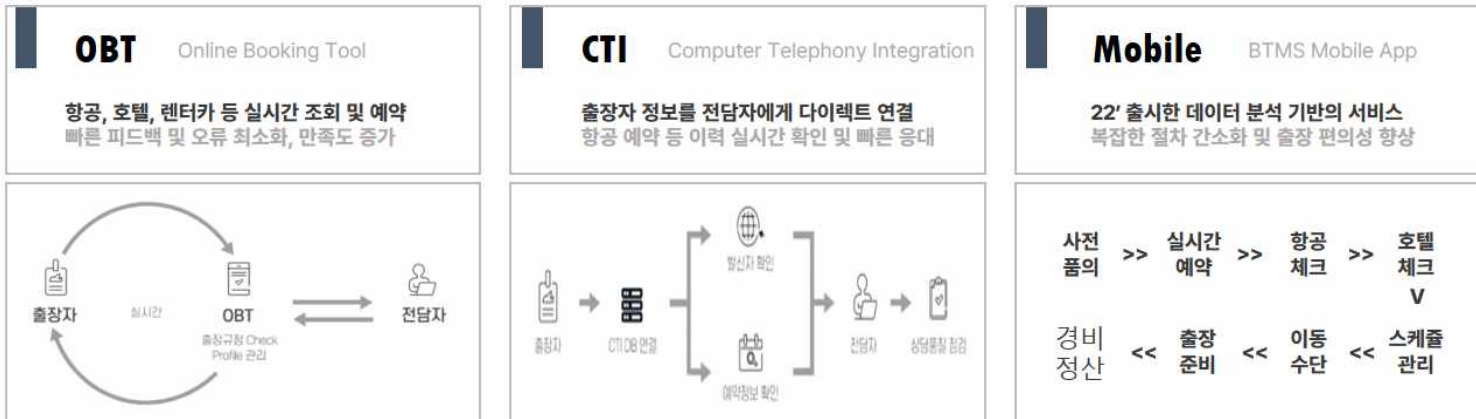 OBT Online Booking Tool
항공, 호텔, 렌터카 등 실시간 조회 및 예약
빠른 피드백 및 오류 최소화, 만족도 증가
출장자
실시간
OBT
출장규정 Check
Profile 관리
전담자
CTI Computer Telephony Integration
출장자 정보를 전담자에게 다이렉트 연결
항공 예약 등 이력 실시간 확인 및 빠른 응대
출장자
CTI DB 연결
발신자 확인
예약정보 확인
전담자
상담품질 점검
Mobile BTMS Mobile App
22’ 출시한 데이터 분석 기반의 서비스
복잡한 절차 간소화 및 출장 편의성 향상
사전 >> 실시간 >> 항공 >> 호텔
품의 예약 체크 체크
V
경비 << 출장 << 이동 << 스케쥴
정산 준비 수단 관리